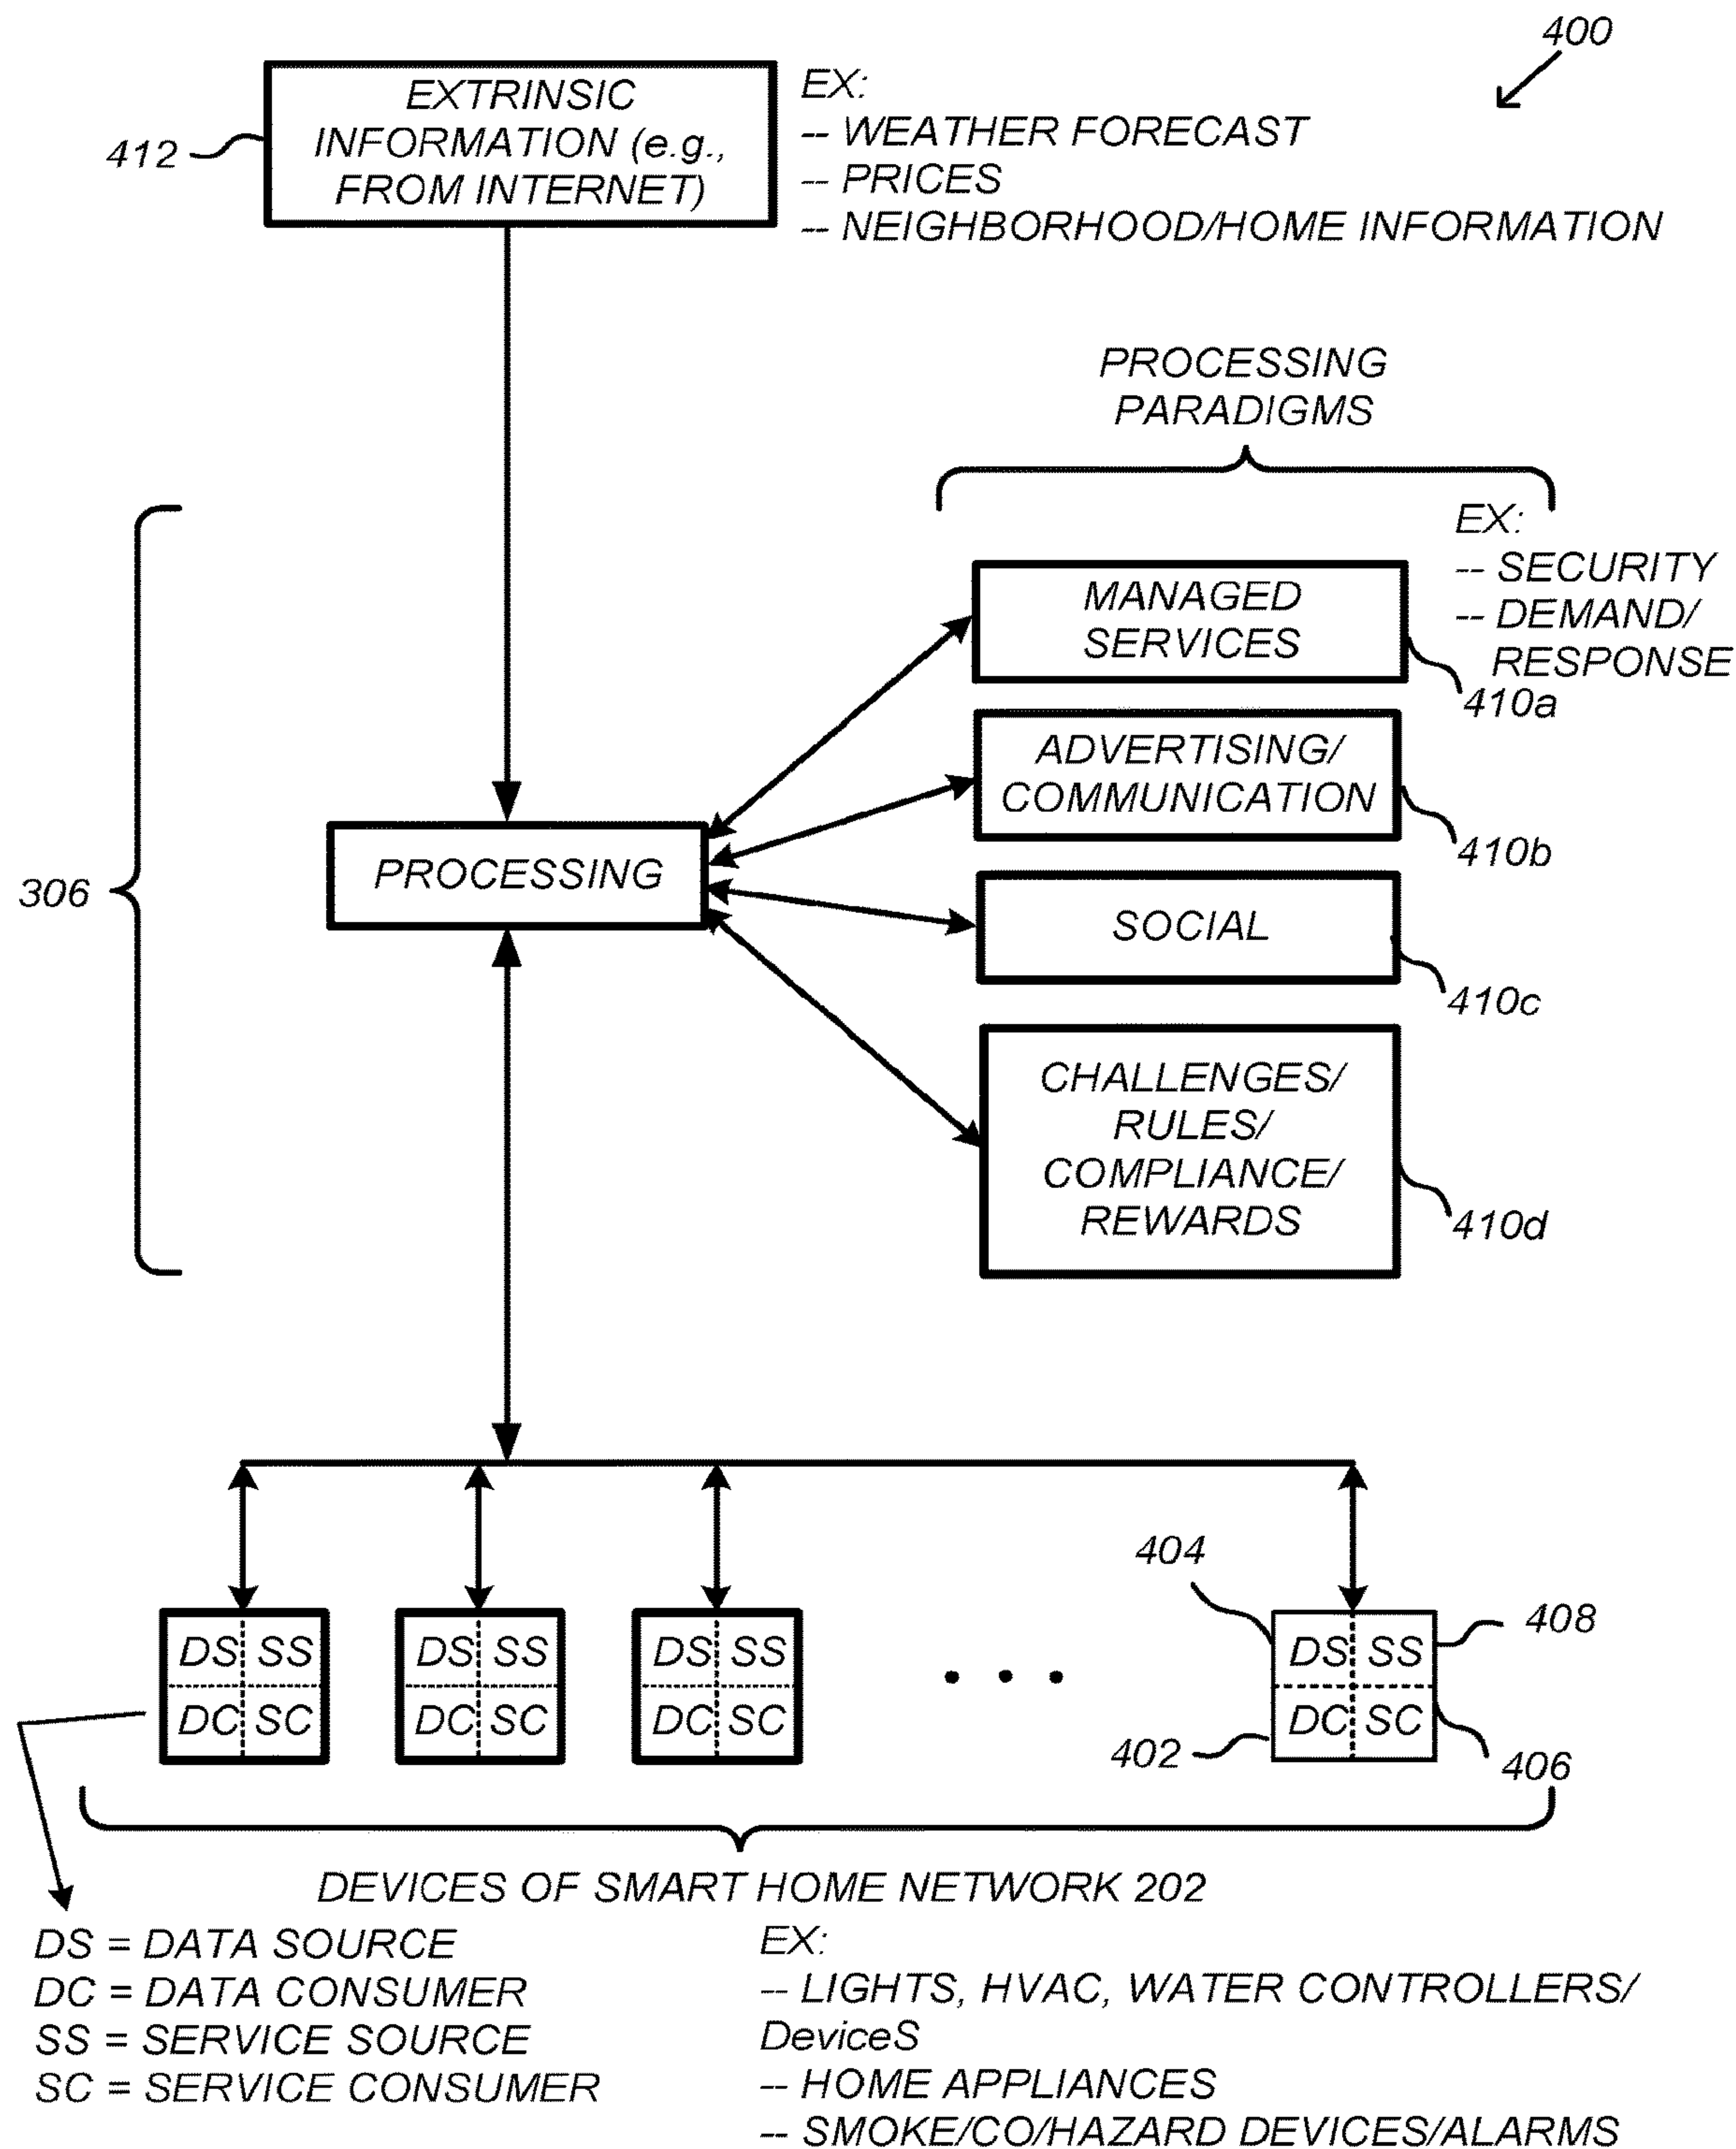 400
EXTRINSIC
INFORMATION (e.g.,
FROM INTERNET)
412
EX:
-- WEATHER FORECAST
-- PRICES
-- NEIGHBORHOOD/HOME INFORMATION
PROCESSING
PARADIGMS
EX:
-- SECURITY
-- DEMAND/
RESPONSE
MANAGED
SERVICES
410a
ADVERTISING/
COMMUNICATION
410b
306
PROCESSING
SOCIAL
410c
CHALLENGES/
RULES/
COMPLIANCE/
REWARDS
410d
DS SS
DC SC
DS SS
DC SC
DS SS
DC SC
. . .
404
408
DS SS
DC SC
402
406
DEVICES OF SMART HOME NETWORK 202
DS = DATA SOURCE
DC = DATA CONSUMER
SS = SERVICE SOURCE
SC = SERVICE CONSUMER
EX:
-- LIGHTS, HVAC, WATER CONTROLLERS/
DeviceS
-- HOME APPLIANCES
-- SMOKE/CO/HAZARD DEVICES/ALARMS